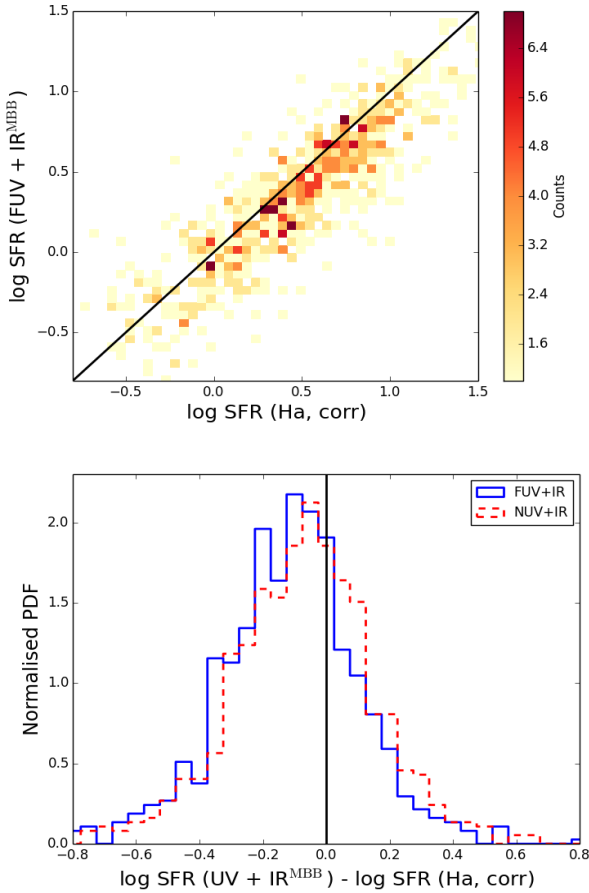 1.5
1.0
0.5
0.0
−0.5
log SFR (FUV + IR^MBB)
−0.5 0.0 0.5 1.0 1.5
log SFR (Ha, corr)
6.4
5.6
4.8
4.0
3.2
2.4
1.6
Counts
FUV+IR
NUV+IR
2.0
1.5
1.0
0.5
0.0
Normalised PDF
−0.8 −0.6 −0.4 −0.2 0.0 0.2 0.4 0.6 0.8
log SFR (UV + IR^MBB) - log SFR (Ha, corr)